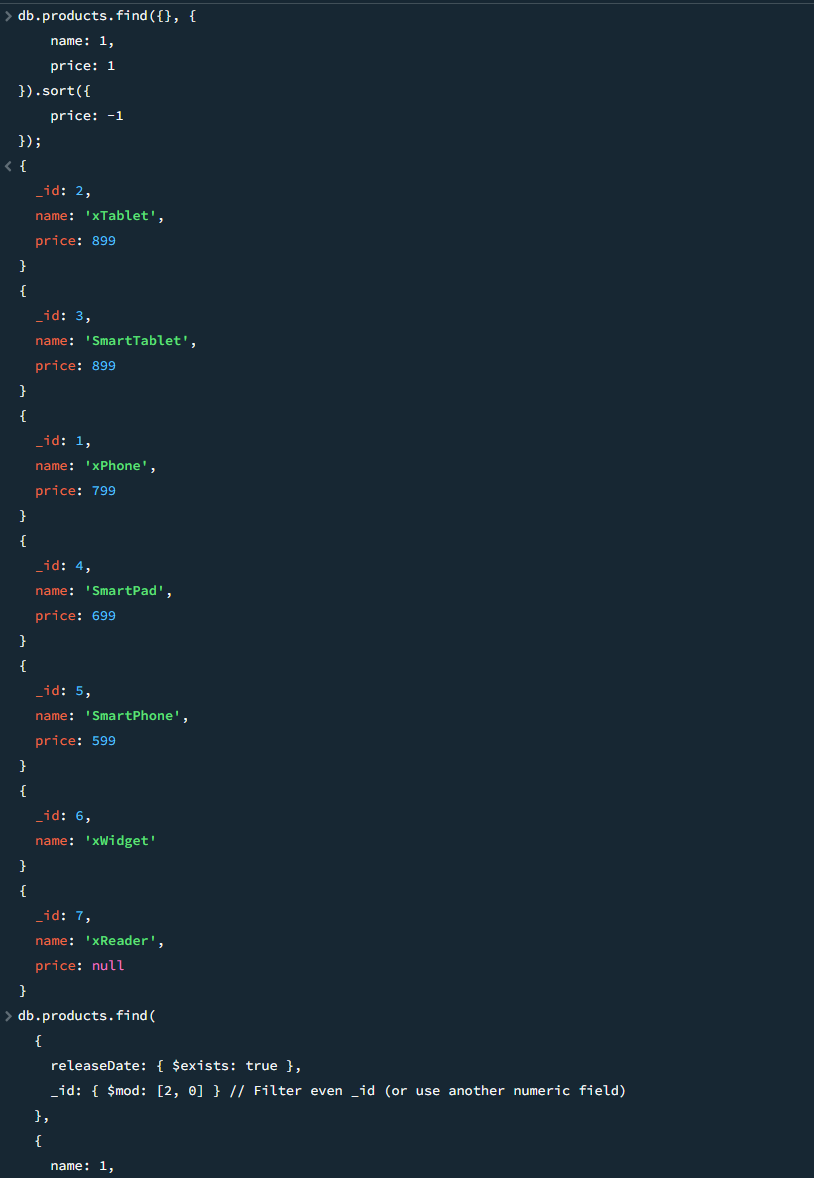 db.products.find({}, {
    name: 1,
    price: 1
}).sort({
    price: -1
});
{
  _id: 2,
  name: 'xTablet',
  price: 899
}
{
  _id: 3,
  name: 'SmartTablet',
  price: 899
}
{
  _id: 1,
  name: 'xPhone',
  price: 799
}
{
  _id: 4,
  name: 'SmartPad',
  price: 699
}
{
  _id: 5,
  name: 'SmartPhone',
  price: 599
}
{
  _id: 6,
  name: 'xWidget'
}
{
  _id: 7,
  name: 'xReader',
  price: null
}
db.products.find(
  {
    releaseDate: { $exists: true },
    _id: { $mod: [2, 0] } // Filter even _id (or use another numeric field)
  },
  {
    name: 1,